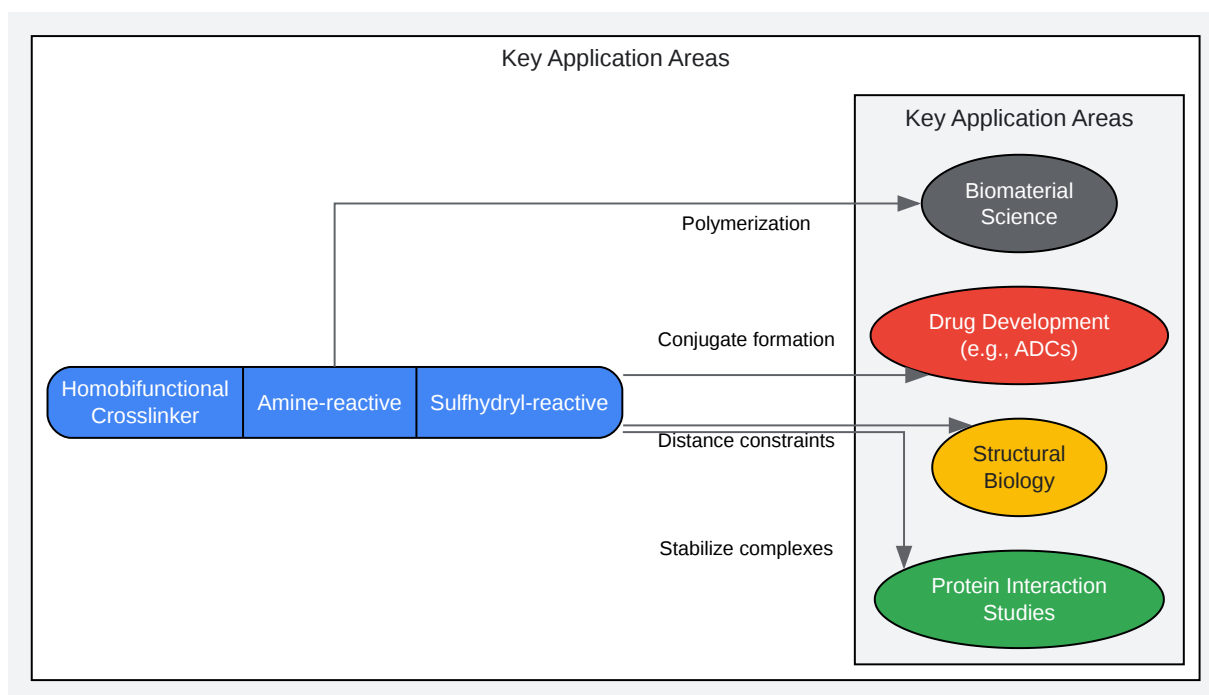 Key Application Areas
Key Application Areas
Biomaterial
Science
Polymerization
Drug Development
(e.g., ADCs)
Conjugate formation
Homobifunctional
Crosslinker
Amine-reactive
Sulfhydryl-reactive
Distance constraints
Structural
Biology
Stabilize complexes
Protein Interaction
Studies